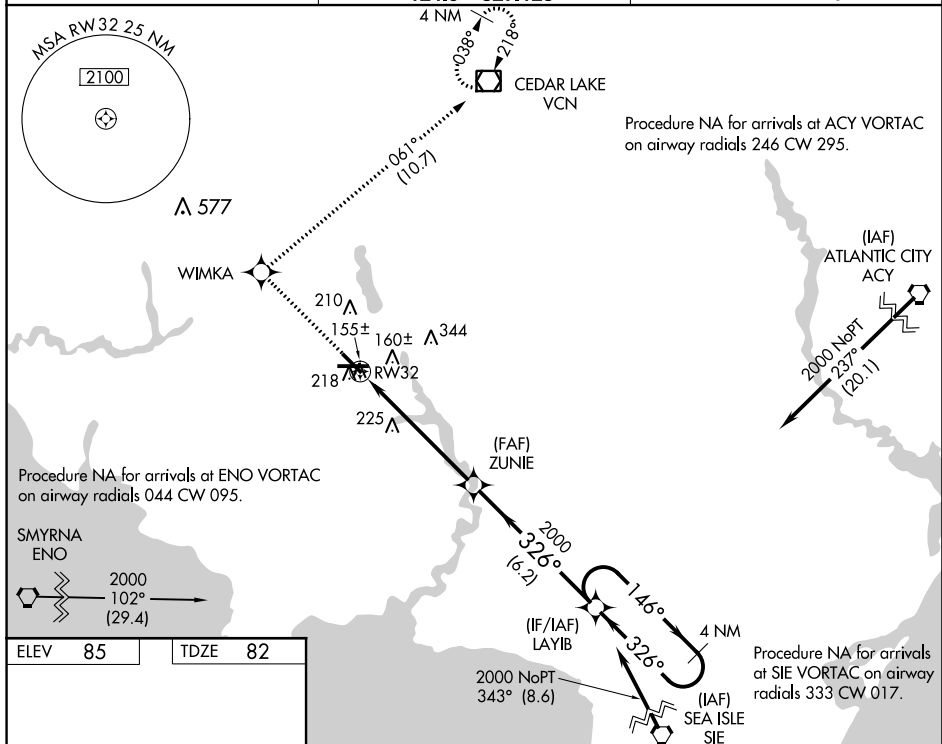 4 NM
038°
218°
MSA RW32 25 NM
2100
CEDAR LAKE
VCN
Procedure NA for arrivals at ACY VORTAC
on airway radials 246 CW 295.
061°
(10.7)
577
(IAF)
ATLANTIC CITY
ACY
WIMKA
210
155±
160±
344
2000 NoPT
237°
(20.1)
218
RW32
225
(FAF)
ZUNIE
Procedure NA for arrivals at ENO VORTAC
on airway radials 044 CW 095.
SMYRNA
ENO
2000
102°
(29.4)
2000
326°
(6.2)
146°
4 NM
(IF/IAF)
LAYIB
326°
ELEV 85
TDZE 82
Procedure NA for arrivals
at SIE VORTAC on airway
radials 333 CW 017.
2000 NoPT
343° (8.6)
(IAF)
SEA ISLE
SIE